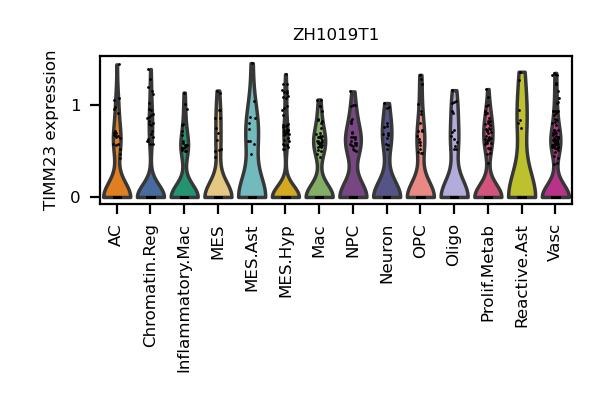 ZH1019T1
TIMM23 expression
1
0
AC
Chromatin.Reg
Inflammatory.Mac
MES
MES.Ast
MES.Hyp
Mac
NPC
Neuron
OPC
Oligo
Prolif.Metab
Reactive.Ast
Vasc